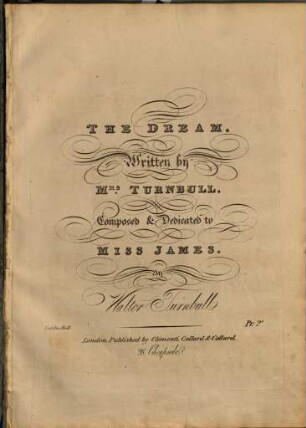 THE DREAM.
Written by
MRS TURNBULL.
Composed & Dedicated to
MISS JAMES.
By
Walter Turnbull
Pr. 2/
London, Published by Clementi, Collard & Collard,
26 Cheapside